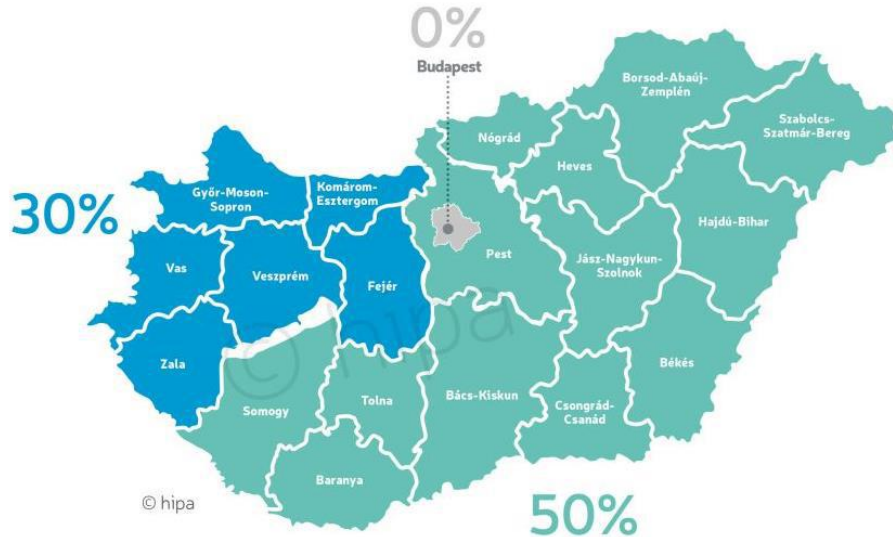 0%
Budapest
Borsod-Abaúj-
Zemplén
Szabolcs-
Szatmár-Bereg
Nógrád
Heves
Győr-Moson-
Sopron
Komárom-
Esztergom
30%
Hajdú-Bihar
Pest
Jász-Nagykun-
Szolnok
Vas
Veszprém
Fejér
© hipa
Zala
Békés
Somogy
Tolna
Bács-Kiskun
Csongrád-
Csanád
Baranya
© hipa
50%